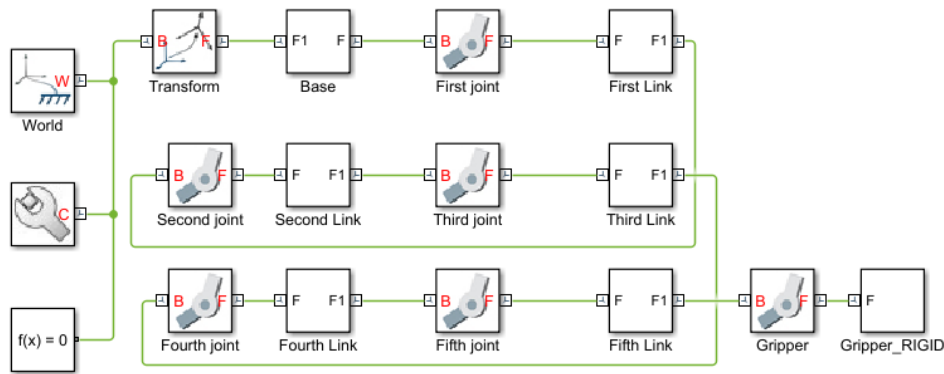 B F F1 F B F F F1
W
Transform Base First joint First Link
World
B F F F1 B F F F1
C
Second joint Second Link Third joint Third Link
B F F F1 B F F F1 B F F
f(x) = 0
Fourth joint Fourth Link Fifth joint Fifth Link Gripper Gripper_RIGID